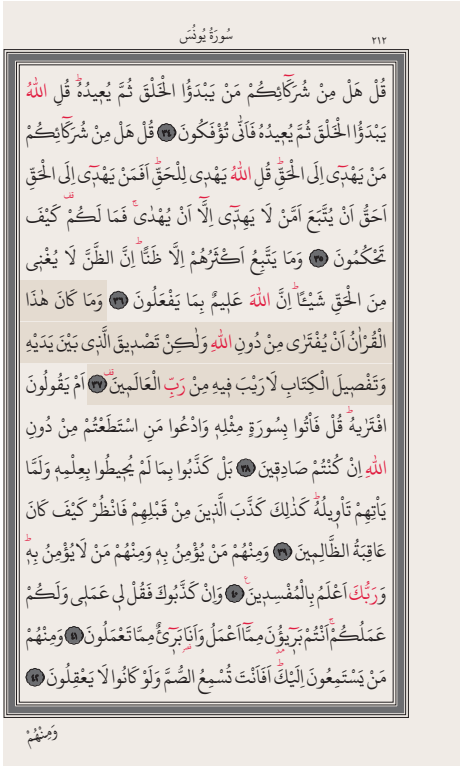 سُورَةُ يُونُسَ
٢١٢
قُلْ هَلْ مِنْ شُرَكَٓائِكُمْ مَنْ يَبْدَؤُا الْخَلْقَ ثُمَّ يُعِيدُهُۜ قُلِ اللّٰهُ
يَبْدَؤُا الْخَلْقَ ثُمَّ يُعِيدُهُ فَاَنّٰى تُؤْفَكُونَ ﴿٣٤﴾ قُلْ هَلْ مِنْ شُرَكَٓائِكُمْ
مَنْ يَهْدِٓي اِلَى الْحَقِّۜ قُلِ اللّٰهُ يَهْدِي لِلْحَقِّۜ اَفَمَنْ يَهْدِٓي اِلَى الْحَقِّ
اَحَقُّ اَنْ يُتَّبَعَ اَمَّنْ لَا يَهِدِّٓي اِلَّٓا اَنْ يُهْدٰىۚ فَمَا لَكُمْ۠ كَيْفَ
تَحْكُمُونَ ﴿٣٥﴾ وَمَا يَتَّبِعُ اَكْثَرُهُمْ اِلَّا ظَنًّاۜ اِنَّ الظَّنَّ لَا يُغْنِي
مِنَ الْحَقِّ شَيْـًٔاۜ اِنَّ اللّٰهَ عَلِيمٌ بِمَا يَفْعَلُونَ ﴿٣٦﴾ وَمَا كَانَ هٰذَا
الْقُرْاٰنُ اَنْ يُفْتَرٰى مِنْ دُونِ اللّٰهِ وَلٰكِنْ تَصْدِيقَ الَّذِي بَيْنَ يَدَيْهِ
وَتَفْصِيلَ الْكِتَابِ لَا رَيْبَ فِيهِ مِنْ رَبِّ الْعَالَمِينَ۠ ﴿٣٧﴾ اَمْ يَقُولُونَ
افْتَرٰيهُۜ قُلْ فَأْتُوا بِسُورَةٍ مِثْلِهِ وَادْعُوا مَنِ اسْتَطَعْتُمْ مِنْ دُونِ
اللّٰهِ اِنْ كُنْتُمْ صَادِقِينَ ﴿٣٨﴾ بَلْ كَذَّبُوا بِمَا لَمْ يُحِيطُوا بِعِلْمِهِ وَلَمَّا
يَأْتِهِمْ تَأْوِيلُهُۜ كَذٰلِكَ كَذَّبَ الَّذِينَ مِنْ قَبْلِهِمْ فَانْظُرْ كَيْفَ كَانَ
عَاقِبَةُ الظَّالِمِينَ ﴿٣٩﴾ وَمِنْهُمْ مَنْ يُؤْمِنُ بِهِ وَمِنْهُمْ مَنْ لَا يُؤْمِنُ بِهِۜ
وَرَبُّكَ اَعْلَمُ بِالْمُفْسِدِينَ۟ ﴿٤٠﴾ وَاِنْ كَذَّبُوكَ فَقُلْ لِي عَمَلِي وَلَكُمْ
عَمَلُكُمْۚ اَنْتُمْ بَرِٓيؤُ۫نَ مِمَّٓا اَعْمَلُ وَاَنَا۬ بَرِٓيءٌ مِمَّا تَعْمَلُونَ ﴿٤١﴾ وَمِنْهُمْ
مَنْ يَسْتَمِعُونَ اِلَيْكَۜ اَفَاَنْتَ تُسْمِعُ الصُّمَّ وَلَوْ كَانُوا لَا يَعْقِلُونَ ﴿٤٢﴾
وَمِنْهُمْ